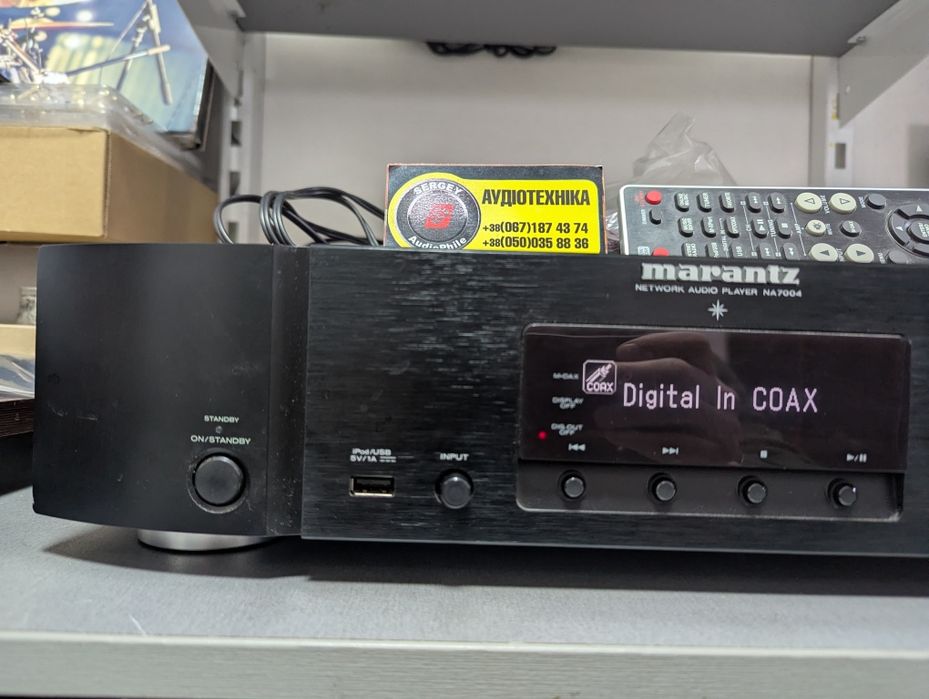 SERGEY
AudioPhile
АУДІОТЕХНІКА
+38(067)187 43 74
+38(050)035 88 36
marantz
NETWORK AUDIO PLAYER NA7004
M-DAX
COAX
Digital In COAX
DISPLAY
OFF
DIG.OUT
OFF
STANDBY
ON/STANDBY
iPod/USB
5V/1A
INPUT